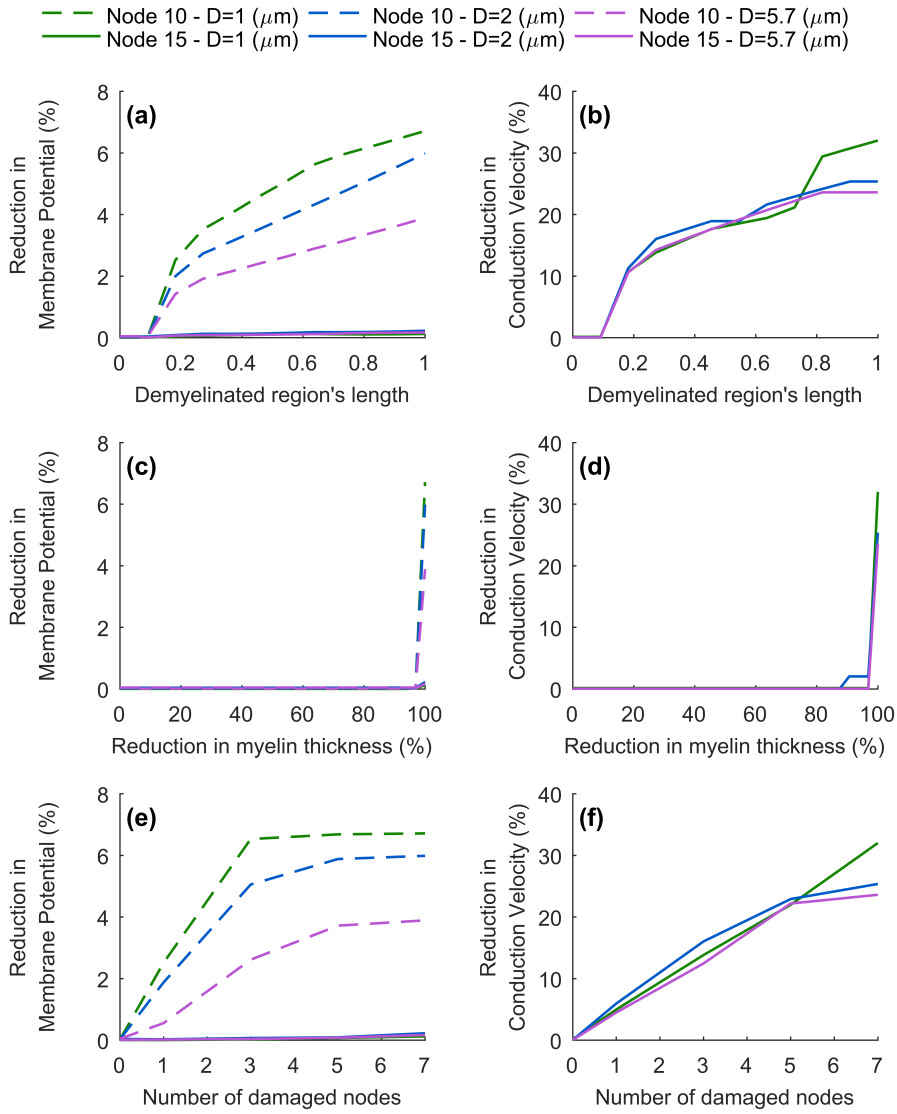 Node 10 - D=1 (μm) Node 10 - D=2 (μm) Node 10 - D=5.7 (μm)
Node 15 - D=1 (μm) Node 15 - D=2 (μm) Node 15 - D=5.7 (μm)
(a)
Reduction in
Membrane Potential (%)
8
6
4
2
0
0 0.2 0.4 0.6 0.8 1
Demyelinated region's length
(b)
Reduction in
Conduction Velocity (%)
40
30
20
10
0
0 0.2 0.4 0.6 0.8 1
Demyelinated region's length
(c)
Reduction in
Membrane Potential (%)
8
6
4
2
0
0 20 40 60 80 100
Reduction in myelin thickness (%)
(d)
Reduction in
Conduction Velocity (%)
40
30
20
10
0
0 20 40 60 80 100
Reduction in myelin thickness (%)
(e)
Reduction in
Membrane Potential (%)
8
6
4
2
0
0 1 2 3 4 5 6 7
Number of damaged nodes
(f)
Reduction in
Conduction Velocity (%)
40
30
20
10
0
0 1 2 3 4 5 6 7
Number of damaged nodes